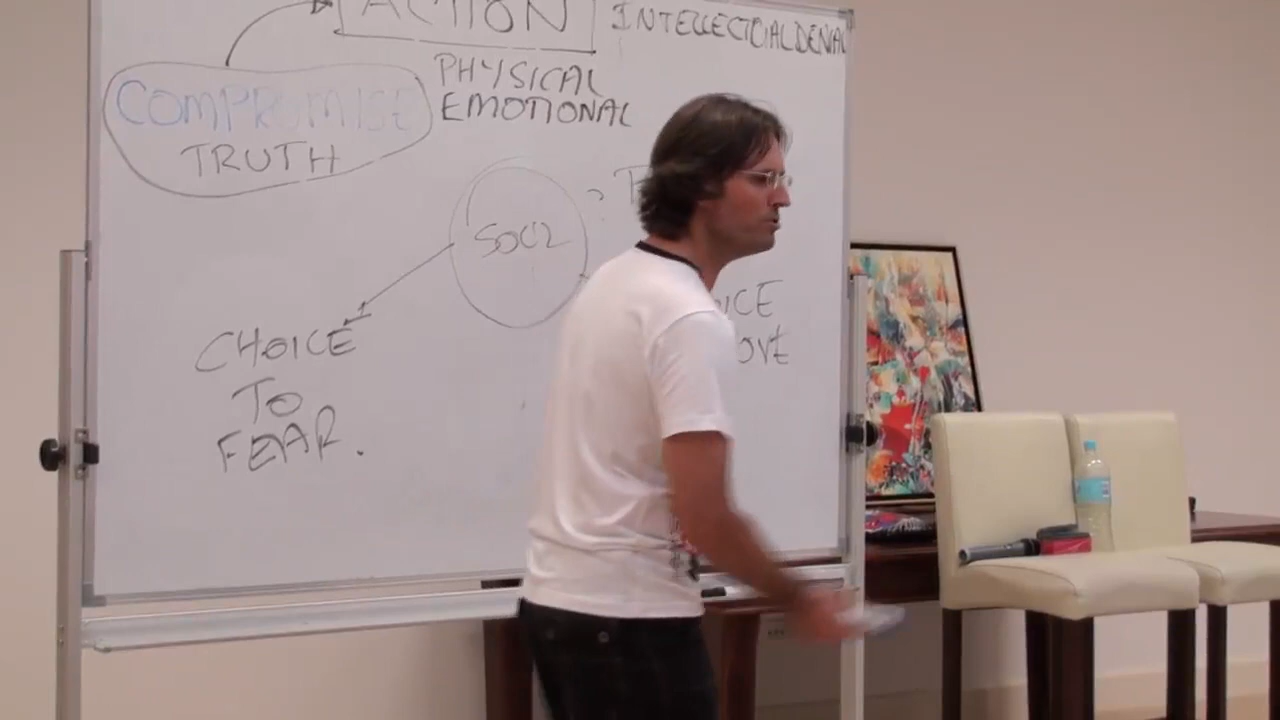 ACTION
INTELLECTUAL DENIAL
COMPROMISE
TRUTH
PHYSICAL
EMOTIONAL
?
SOUL
CHOICE
TO
FEAR.